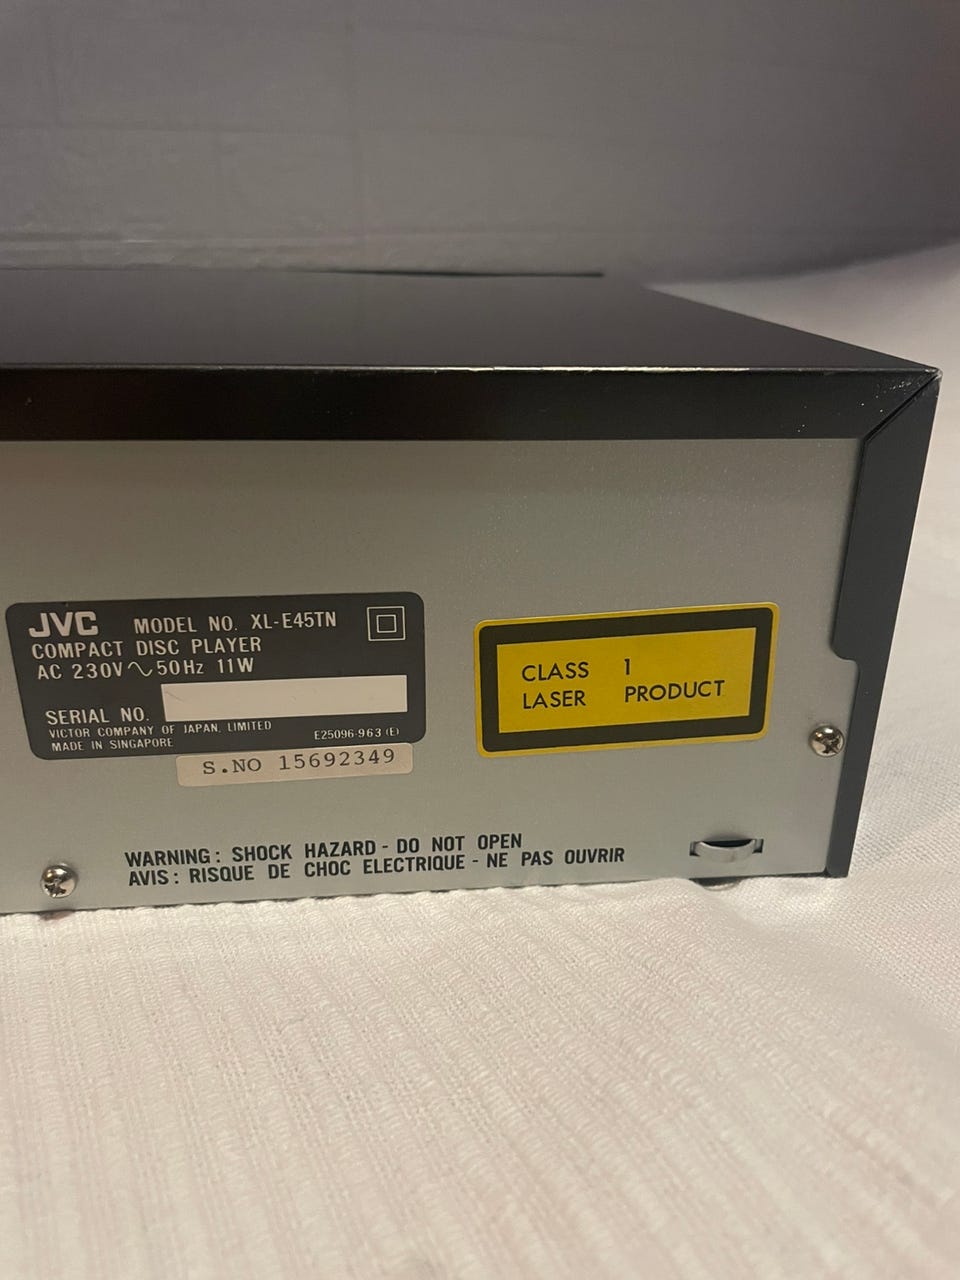 JVC MODEL NO. XL-E45TN
COMPACT DISC PLAYER
AC 230V ∿ 50Hz 11W
SERIAL NO.
VICTOR COMPANY OF JAPAN, LIMITED
MADE IN SINGAPORE
E25096-963 (E)
S.NO 15692349
CLASS 1
LASER PRODUCT
WARNING : SHOCK HAZARD - DO NOT OPEN
AVIS : RISQUE DE CHOC ELECTRIQUE - NE PAS OUVRIR